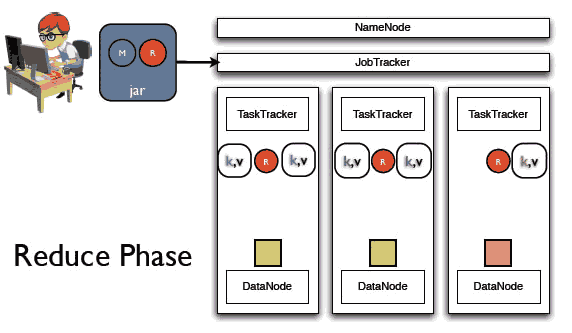 NameNode
M R
jar
JobTracker
TaskTracker TaskTracker TaskTracker
k,v R k,v k,v R k,v R k,v
Reduce Phase
DataNode DataNode DataNode